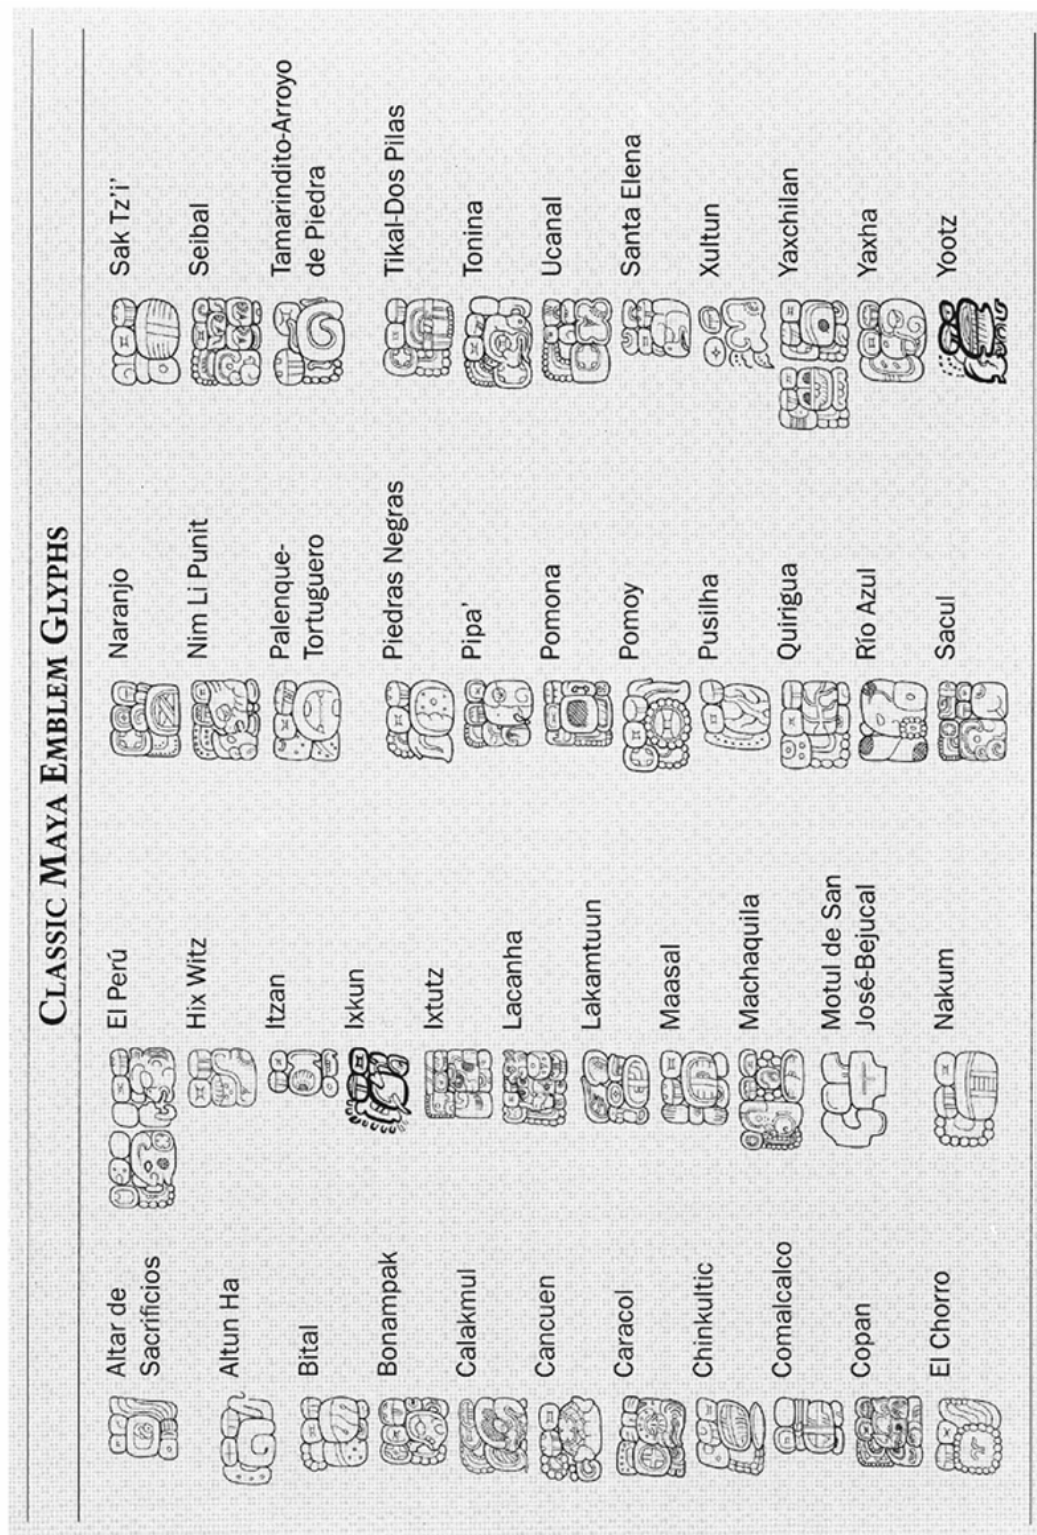 CLASSIC MAYA EMBLEM GLYPHS
Altar de
Sacrificios
Altun Ha
Bital
Bonampak
Calakmul
Cancuen
Caracol
Chinkultic
Comalcalco
Copan
El Chorro
El Perú
Hix Witz
Itzan
Ixkun
Ixtutz
Lacanha
Lakamtuun
Maasal
Machaquila
Motul de San
José-Bejucal
Nakum
Naranjo
Nim Li Punit
Palenque-
Tortuguero
Piedras Negras
Pipa'
Pomona
Pomoy
Pusilha
Quirigua
Río Azul
Sacul
Sak Tz'i'
Seibal
Tamarindito-Arroyo
de Piedra
Tikal-Dos Pilas
Tonina
Ucanal
Santa Elena
Xultun
Yaxchilan
Yaxha
Yootz